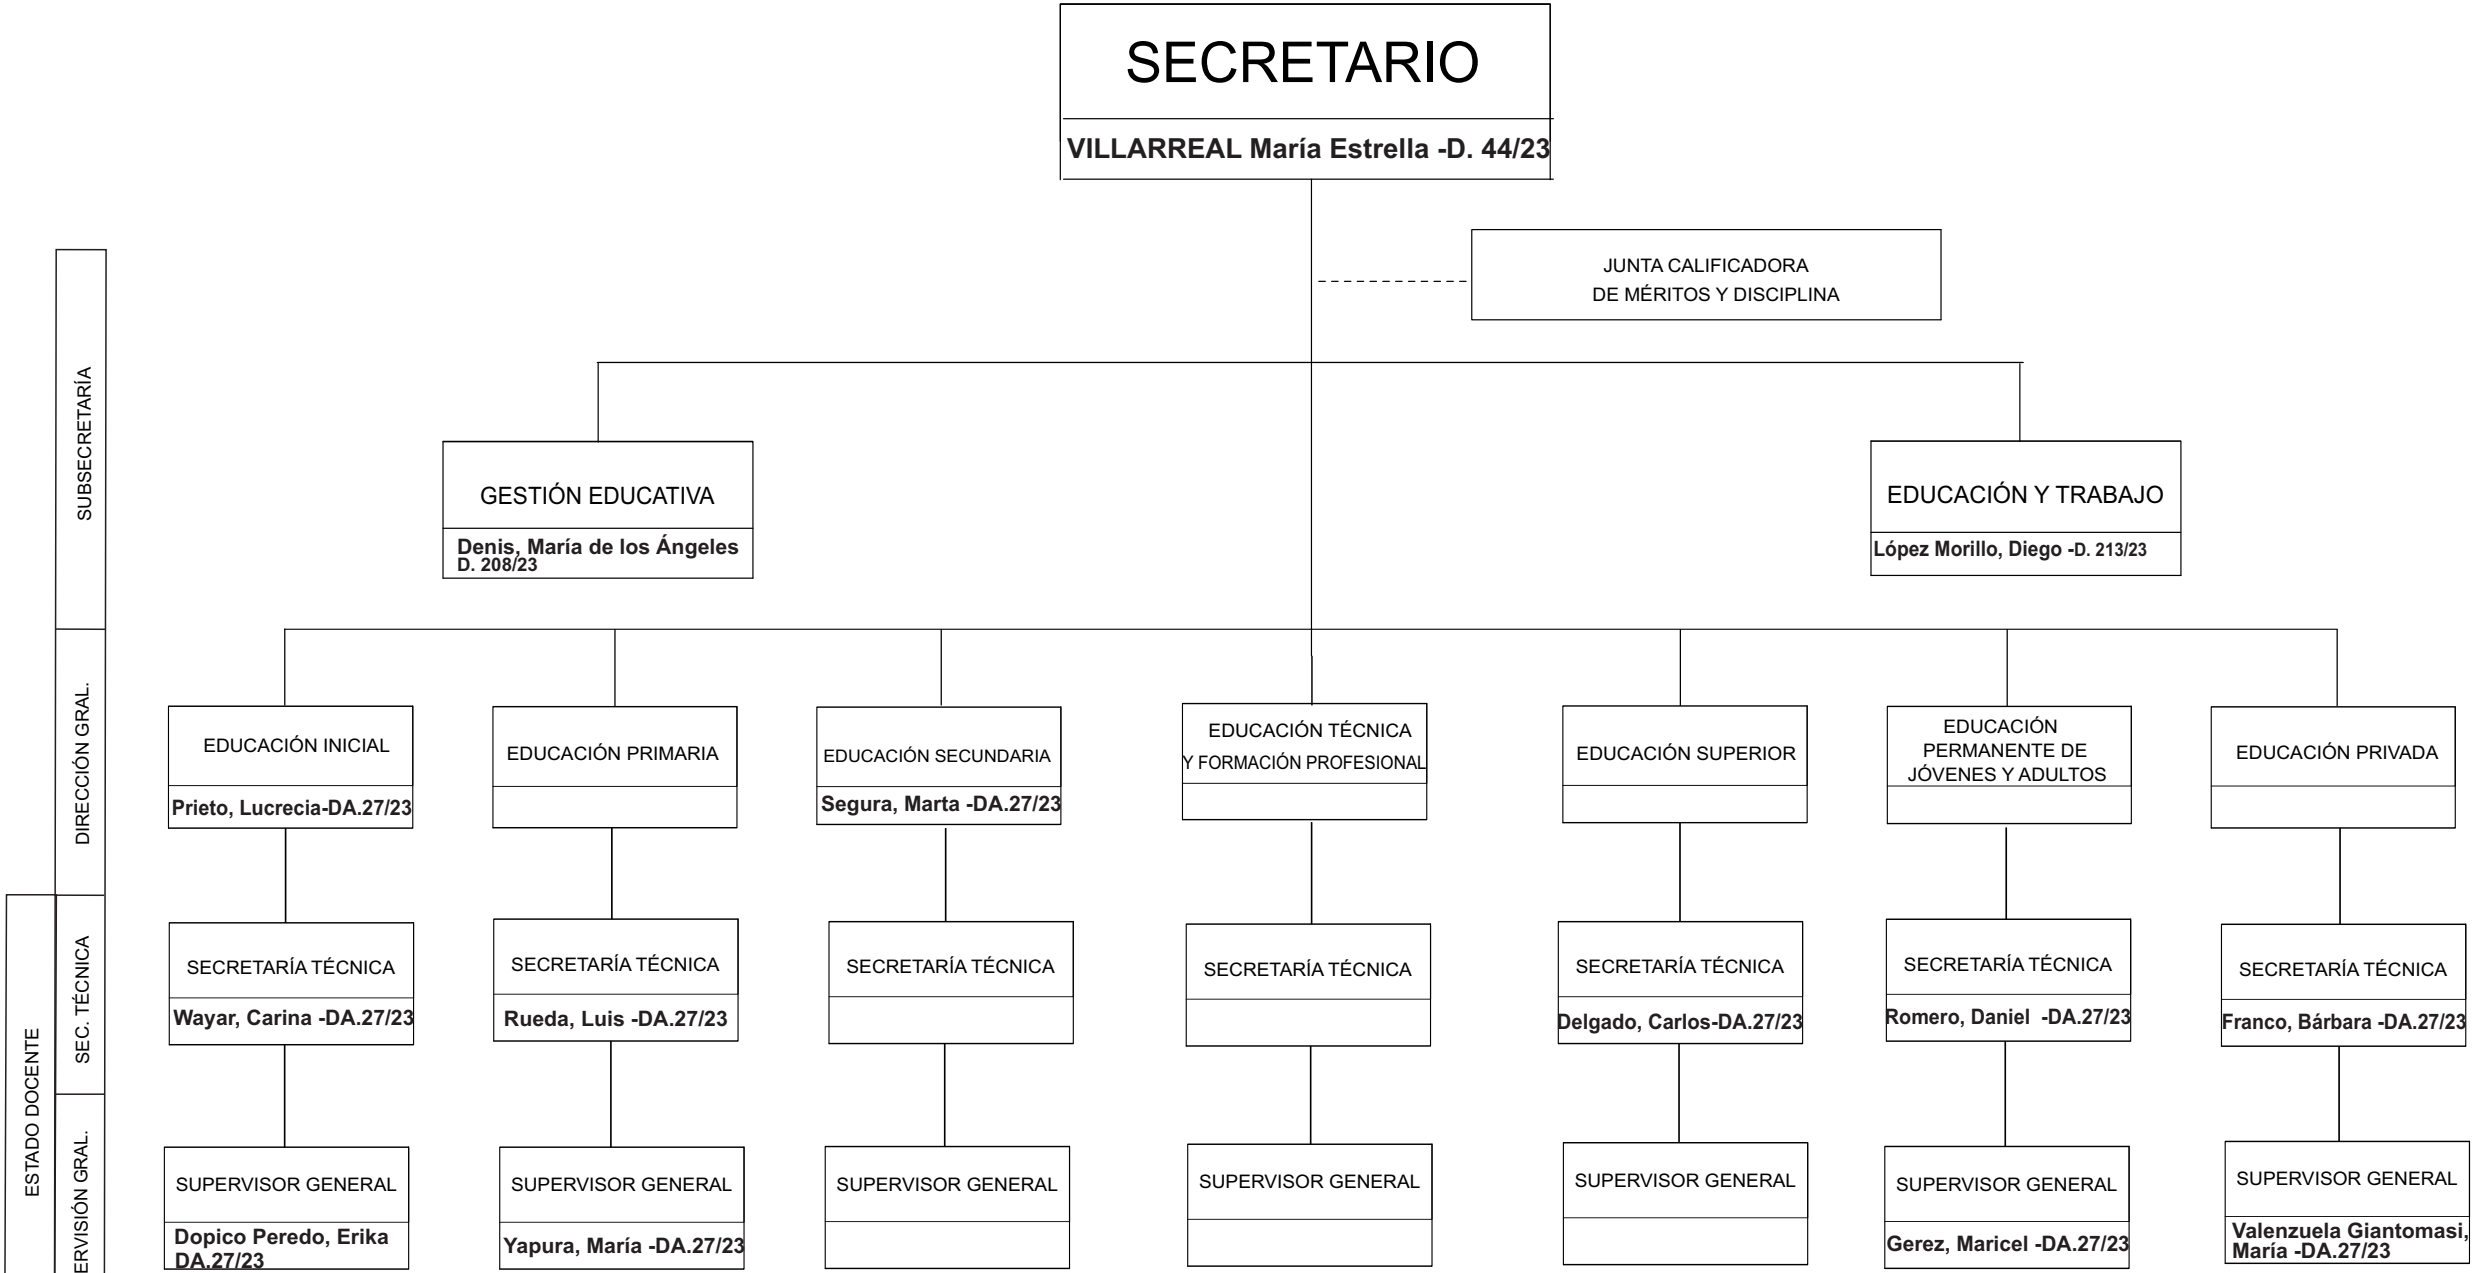 SECRETARIO
VILLARREAL María Estrella -D. 44/23
JUNTA CALIFICADORA
DE MÉRITOS Y DISCIPLINA
SUBSECRETARÍA
GESTIÓN EDUCATIVA
Denis, María de los Ángeles
D. 208/23
EDUCACIÓN Y TRABAJO
López Morillo, Diego -D. 213/23
DIRECCIÓN GRAL.
EDUCACIÓN INICIAL
Prieto, Lucrecia-DA.27/23
EDUCACIÓN PRIMARIA
EDUCACIÓN SECUNDARIA
Segura, Marta -DA.27/23
EDUCACIÓN TÉCNICA
Y FORMACIÓN PROFESIONAL
EDUCACIÓN SUPERIOR
EDUCACIÓN
PERMANENTE DE
JÓVENES Y ADULTOS
EDUCACIÓN PRIVADA
ESTADO DOCENTE
SEC. TÉCNICA
SECRETARÍA TÉCNICA
Wayar, Carina -DA.27/23
SECRETARÍA TÉCNICA
Rueda, Luis -DA.27/23
SECRETARÍA TÉCNICA
SECRETARÍA TÉCNICA
SECRETARÍA TÉCNICA
Delgado, Carlos-DA.27/23
SECRETARÍA TÉCNICA
Romero, Daniel -DA.27/23
SECRETARÍA TÉCNICA
Franco, Bárbara -DA.27/23
ERVISIÓN GRAL.
SUPERVISOR GENERAL
Dopico Peredo, Erika
DA.27/23
SUPERVISOR GENERAL
Yapura, María -DA.27/23
SUPERVISOR GENERAL
SUPERVISOR GENERAL
SUPERVISOR GENERAL
SUPERVISOR GENERAL
Gerez, Maricel -DA.27/23
SUPERVISOR GENERAL
Valenzuela Giantomasi,
María -DA.27/23